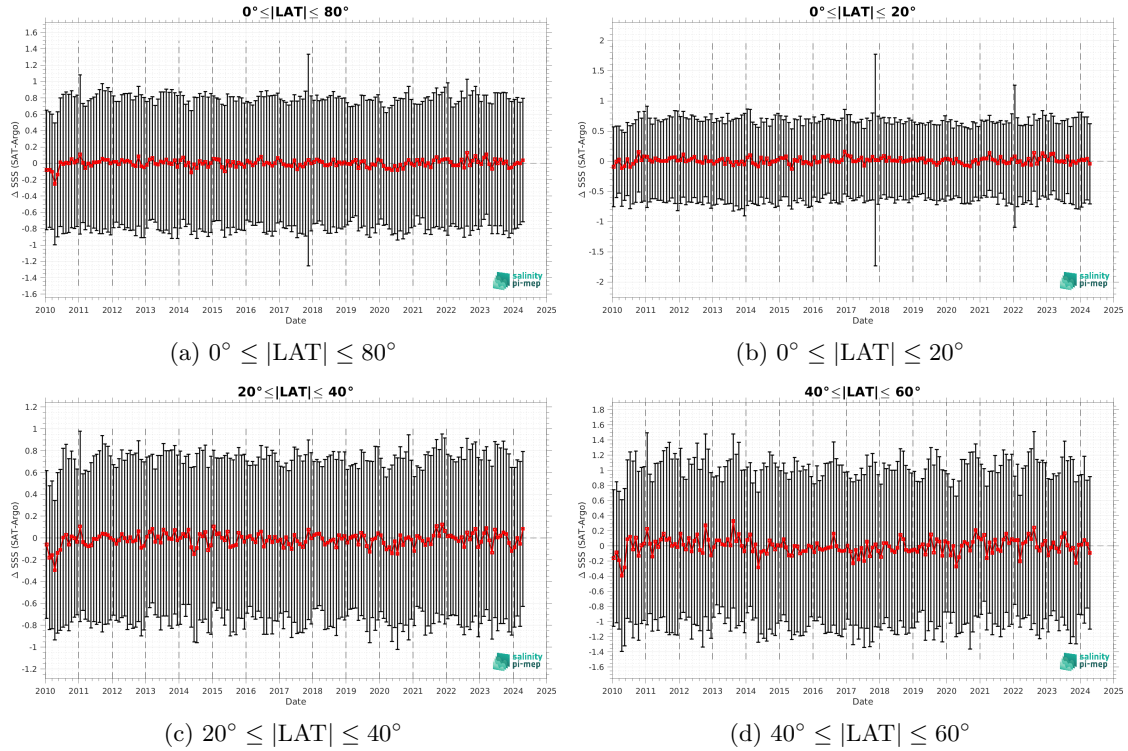 0°≤|LAT|≤ 80°
Δ SSS (SAT-Argo)
1.6
1.4
1.2
1
0.8
0.6
0.4
0.2
0
-0.2
-0.4
-0.6
-0.8
-1
-1.2
-1.4
-1.6
salinity
pi-mep
2010 2011 2012 2013 2014 2015 2016 2017 2018 2019 2020 2021 2022 2023 2024 2025
Date
(a) 0° ≤ |LAT| ≤ 80°
0°≤|LAT|≤ 20°
Δ SSS (SAT-Argo)
2
1.5
1
0.5
0
-0.5
-1
-1.5
-2
salinity
pi-mep
2010 2011 2012 2013 2014 2015 2016 2017 2018 2019 2020 2021 2022 2023 2024 2025
Date
(b) 0° ≤ |LAT| ≤ 20°
20°≤|LAT|≤ 40°
Δ SSS (SAT-Argo)
1.2
1
0.8
0.6
0.4
0.2
0
-0.2
-0.4
-0.6
-0.8
-1
-1.2
salinity
pi-mep
2010 2011 2012 2013 2014 2015 2016 2017 2018 2019 2020 2021 2022 2023 2024 2025
Date
(c) 20° ≤ |LAT| ≤ 40°
40°≤|LAT|≤ 60°
Δ SSS (SAT-Argo)
1.8
1.6
1.4
1.2
1
0.8
0.6
0.4
0.2
0
-0.2
-0.4
-0.6
-0.8
-1
-1.2
-1.4
-1.6
salinity
pi-mep
2010 2011 2012 2013 2014 2015 2016 2017 2018 2019 2020 2021 2022 2023 2024 2025
Date
(d) 40° ≤ |LAT| ≤ 60°